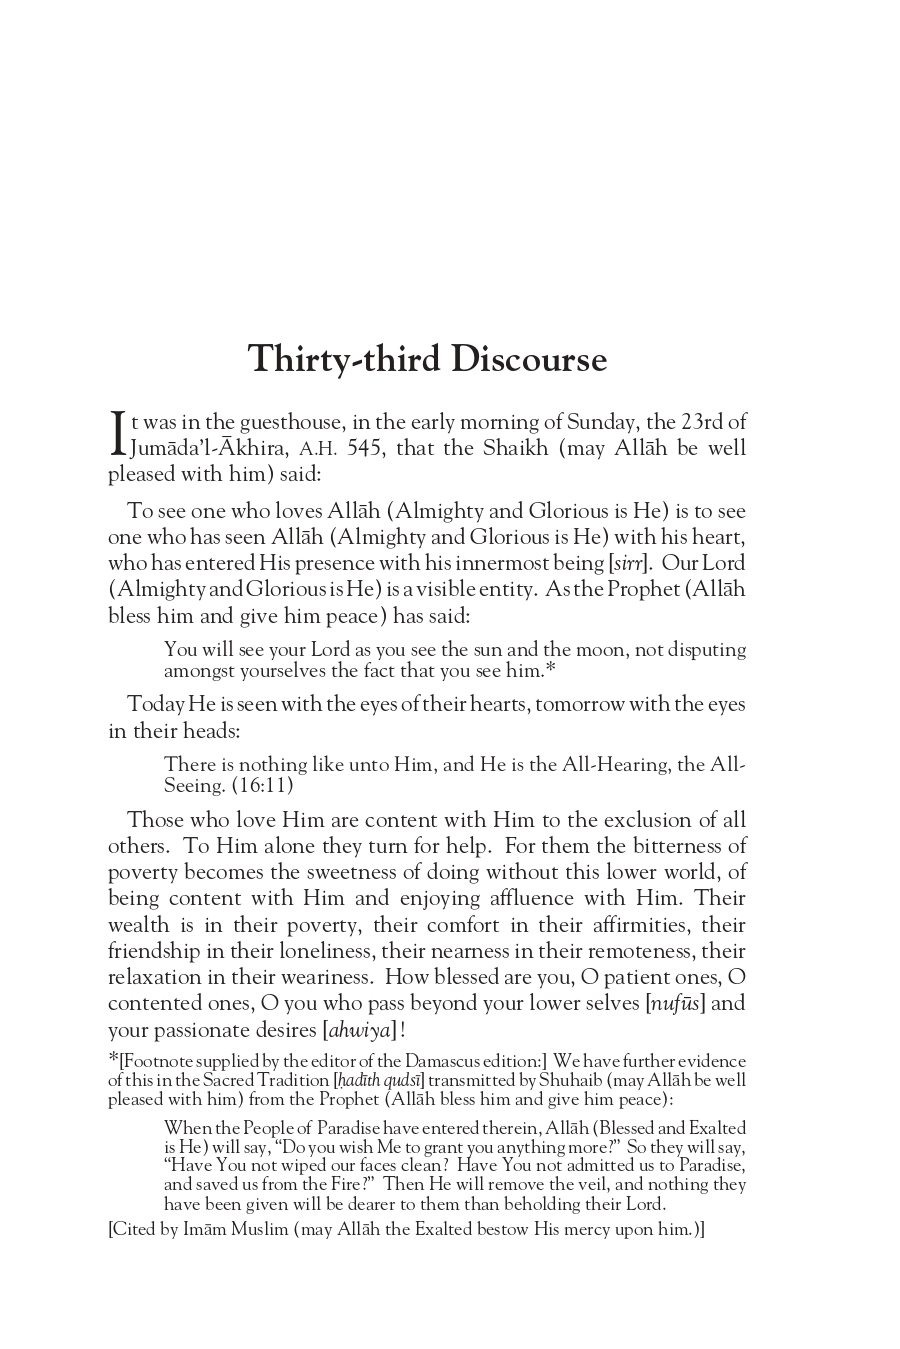 Thirty-third Discourse
It was in the guesthouse, in the early morning of Sunday, the 23rd of
Jumāda’l-Ākhira, A.H. 545, that the Shaikh (may Allāh be well
pleased with him) said:
To see one who loves Allāh (Almighty and Glorious is He) is to see
one who has seen Allāh (Almighty and Glorious is He) with his heart,
who has entered His presence with his innermost being [sirr]. Our Lord
(Almighty and Glorious is He) is a visible entity. As the Prophet (Allāh
bless him and give him peace) has said:
You will see your Lord as you see the sun and the moon, not disputing
amongst yourselves the fact that you see him.*
Today He is seen with the eyes of their hearts, tomorrow with the eyes
in their heads:
There is nothing like unto Him, and He is the All-Hearing, the All-
Seeing. (16:11)
Those who love Him are content with Him to the exclusion of all
others. To Him alone they turn for help. For them the bitterness of
poverty becomes the sweetness of doing without this lower world, of
being content with Him and enjoying affluence with Him. Their
wealth is in their poverty, their comfort in their affirmities, their
friendship in their loneliness, their nearness in their remoteness, their
relaxation in their weariness. How blessed are you, O patient ones, O
contented ones, O you who pass beyond your lower selves [nufūs] and
your passionate desires [ahwiya]!
*[Footnote supplied by the editor of the Damascus edition:] We have further evidence
of this in the Sacred Tradition [ḥadīth qudsī] transmitted by Shuhaib (may Allāh be well
pleased with him) from the Prophet (Allāh bless him and give him peace):
When the People of Paradise have entered therein, Allāh (Blessed and Exalted
is He) will say, “Do you wish Me to grant you anything more?” So they will say,
“Have You not wiped our faces clean? Have You not admitted us to Paradise,
and saved us from the Fire?” Then He will remove the veil, and nothing they
have been given will be dearer to them than beholding their Lord.
[Cited by Imām Muslim (may Allāh the Exalted bestow His mercy upon him.)]